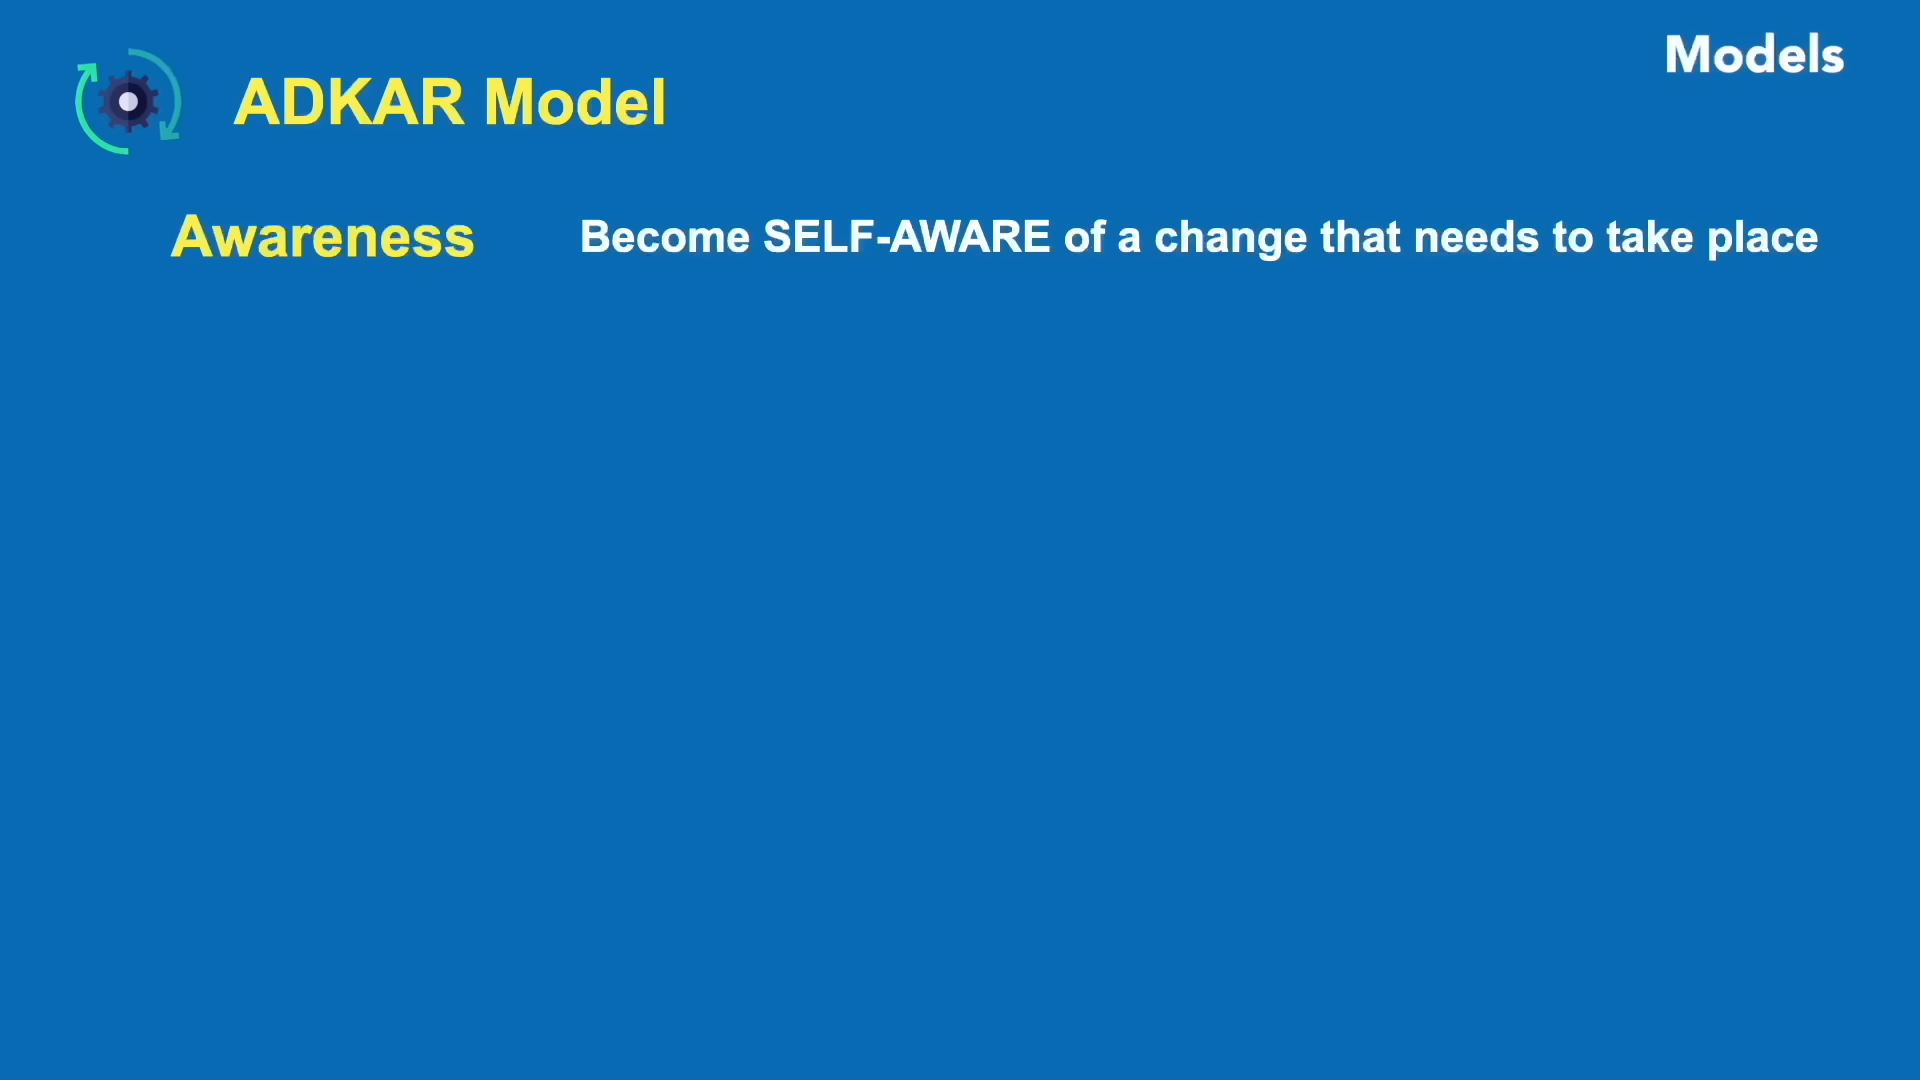 Models
ADKAR Model
Awareness
Become SELF-AWARE of a change that needs to take place